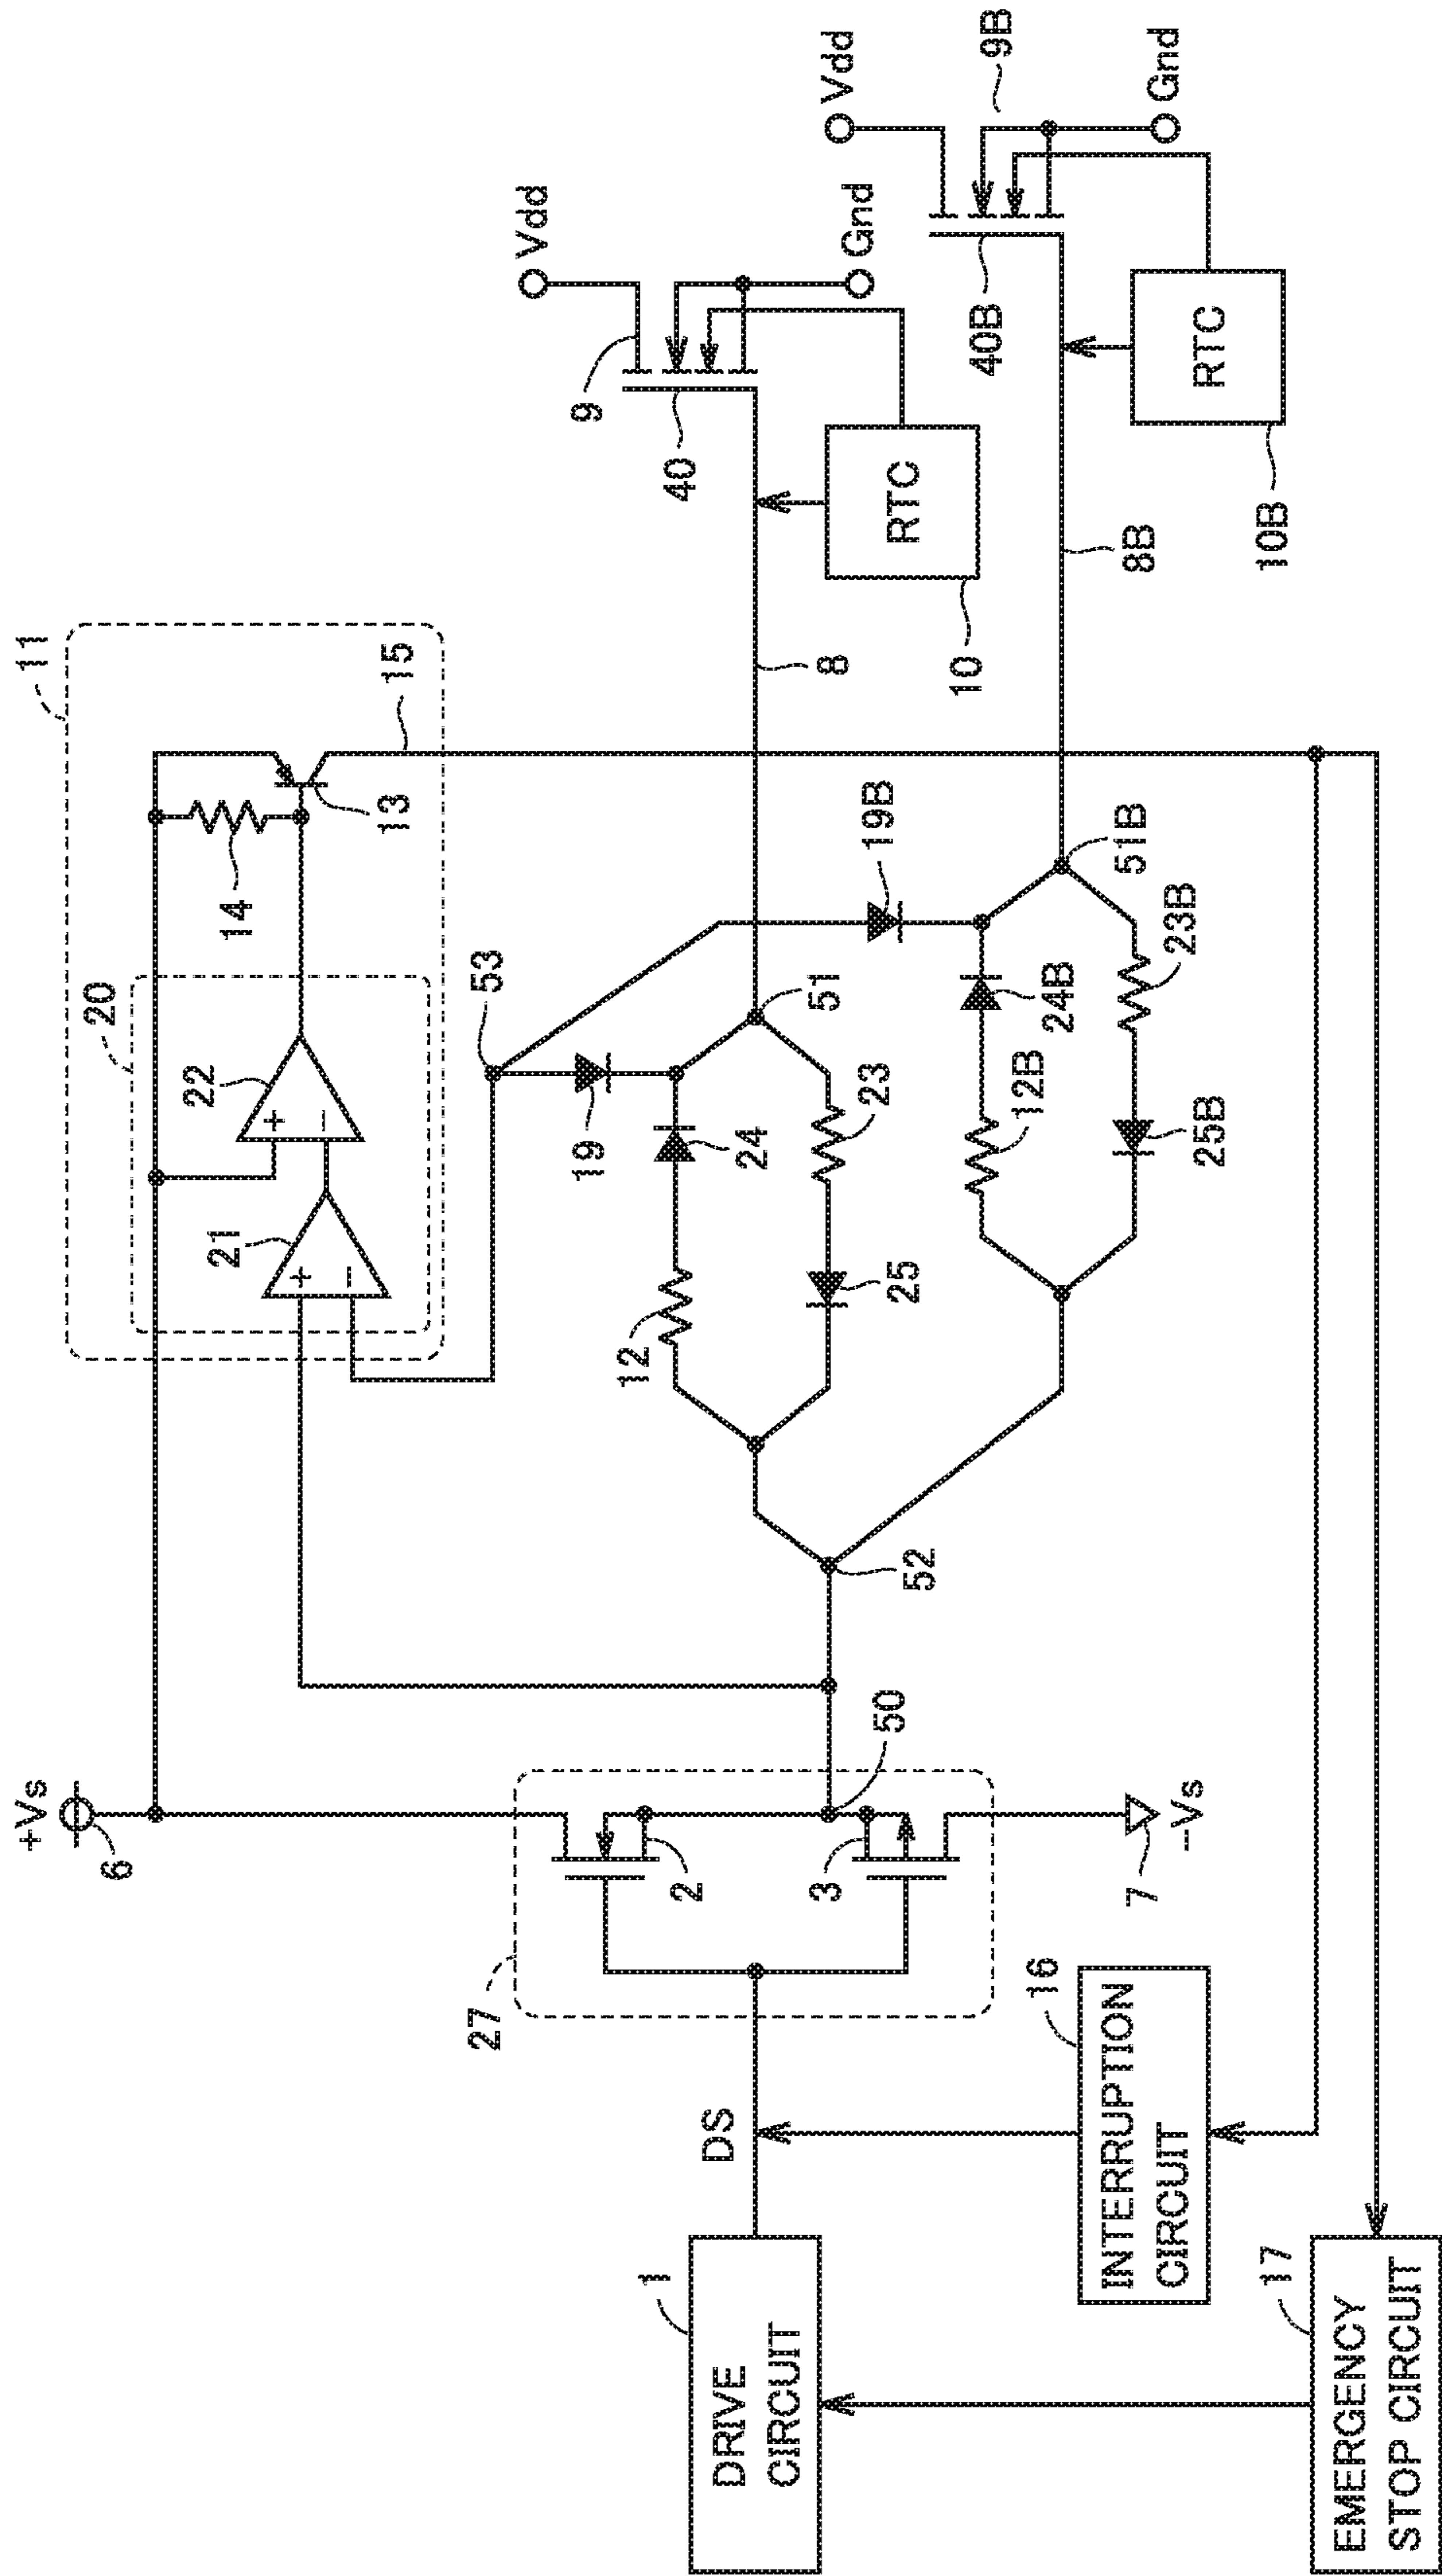 +Vs
6
11
20
21
22
14
13
15
53
27
2
3
50
7
-Vs
52
12
24
19
51
25
23
8
9
40
Vdd
Gnd
RTC
10
12B
24B
19B
51B
25B
23B
8B
9B
40B
Vdd
Gnd
RTC
10B
1
DRIVE
CIRCUIT
DS
16
INTERRUPTION
CIRCUIT
17
EMERGENCY
STOP CIRCUIT
+
−
+
−